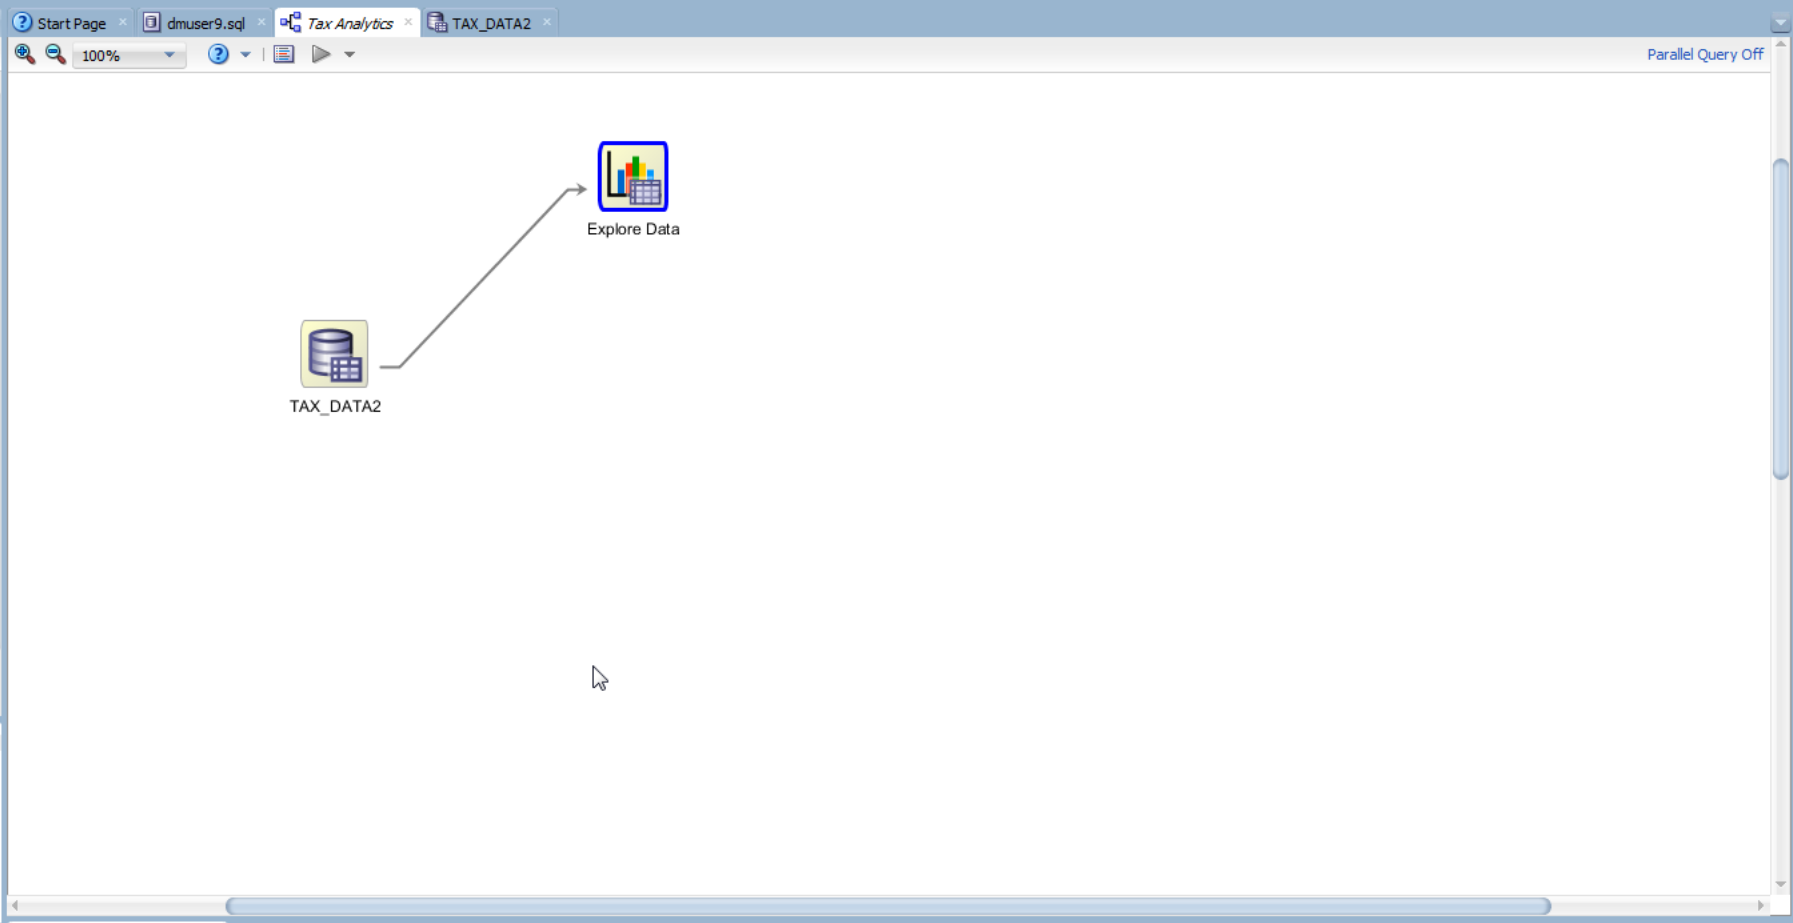 Start Page
dmuser9.sql
Tax Analytics
TAX_DATA2
100%
Parallel Query Off
Explore Data
TAX_DATA2